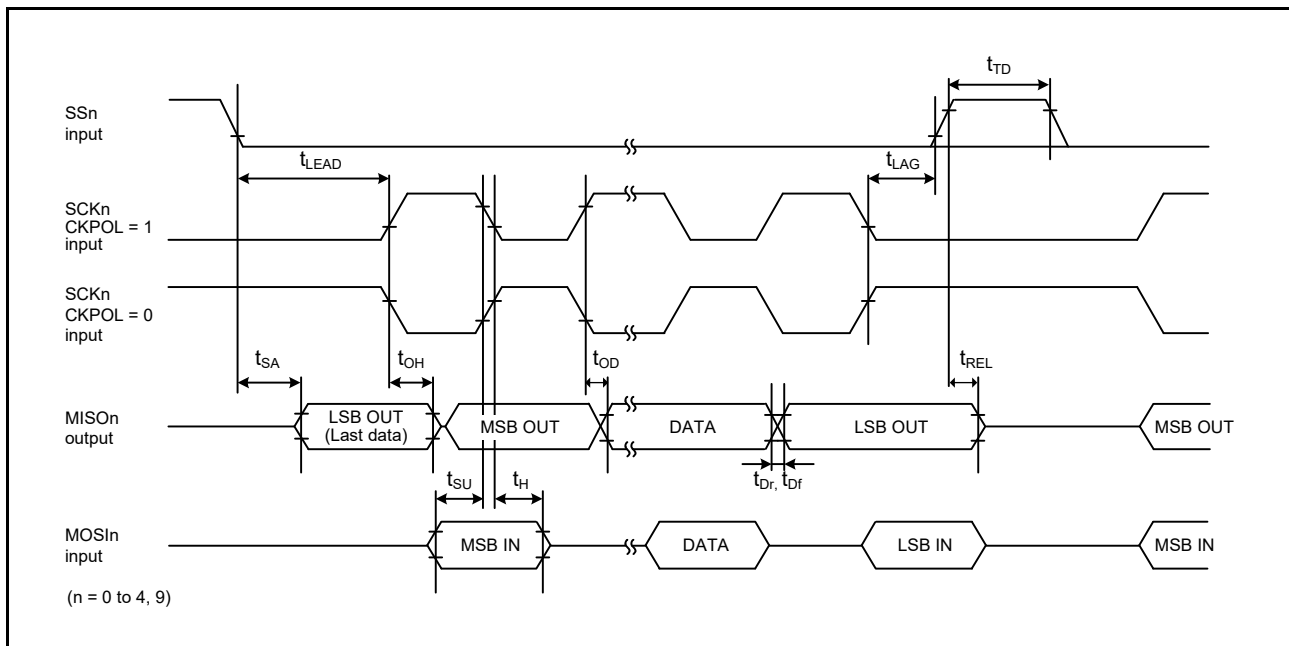 tTD
SSn
input
tLEAD
tLAG
SCKn
CKPOL = 1
input
SCKn
CKPOL = 0
input
tSA
tOH
tOD
tREL
MISOn
output
LSB OUT
(Last data)
MSB OUT
DATA
LSB OUT
MSB OUT
tSU
tH
tDr, tDf
MOSIn
input
MSB IN
DATA
LSB IN
MSB IN
(n = 0 to 4, 9)